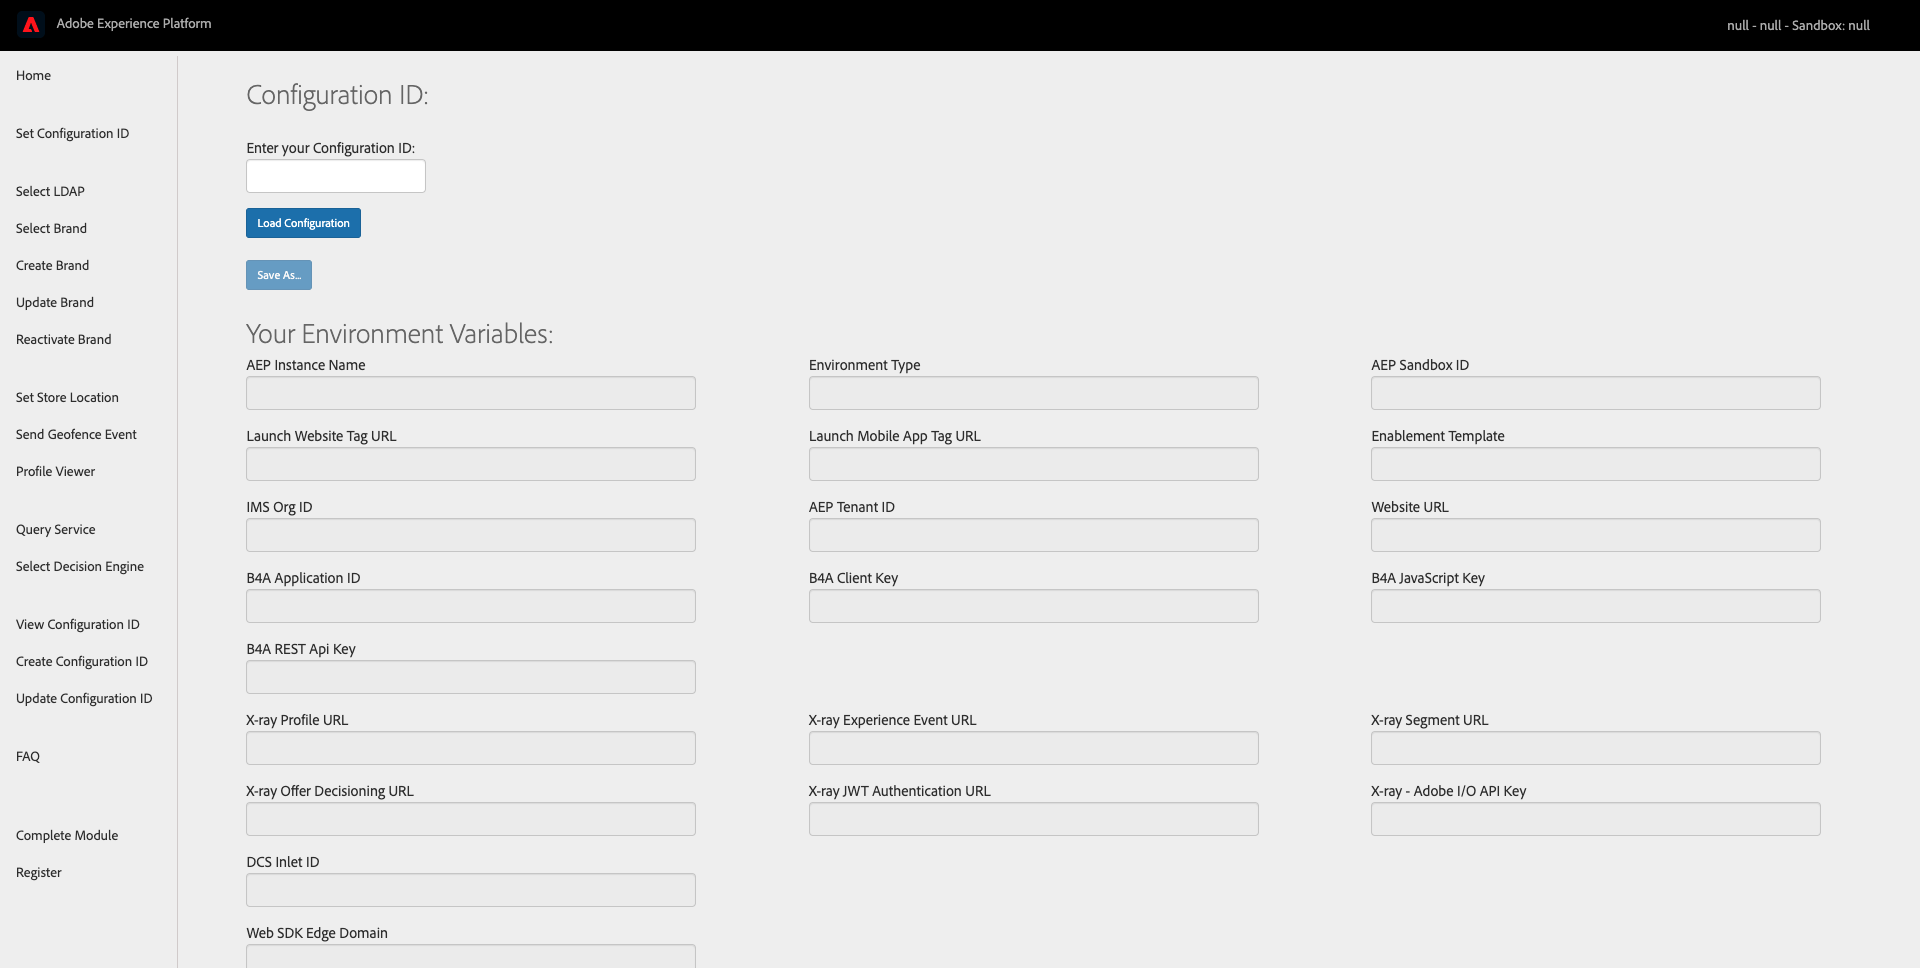 Adobe Experience Platform
null - null - Sandbox: null
Home
Set Configuration ID
Select LDAP
Select Brand
Create Brand
Update Brand
Reactivate Brand
Set Store Location
Send Geofence Event
Profile Viewer
Query Service
Select Decision Engine
View Configuration ID
Create Configuration ID
Update Configuration ID
FAQ
Complete Module
Register
Configuration ID:
Enter your Configuration ID:
Load Configuration
Save As...
Your Environment Variables:
AEP Instance Name
Environment Type
AEP Sandbox ID
Launch Website Tag URL
Launch Mobile App Tag URL
Enablement Template
IMS Org ID
AEP Tenant ID
Website URL
B4A Application ID
B4A Client Key
B4A JavaScript Key
B4A REST Api Key
X-ray Profile URL
X-ray Experience Event URL
X-ray Segment URL
X-ray Offer Decisioning URL
X-ray JWT Authentication URL
X-ray - Adobe I/O API Key
DCS Inlet ID
Web SDK Edge Domain